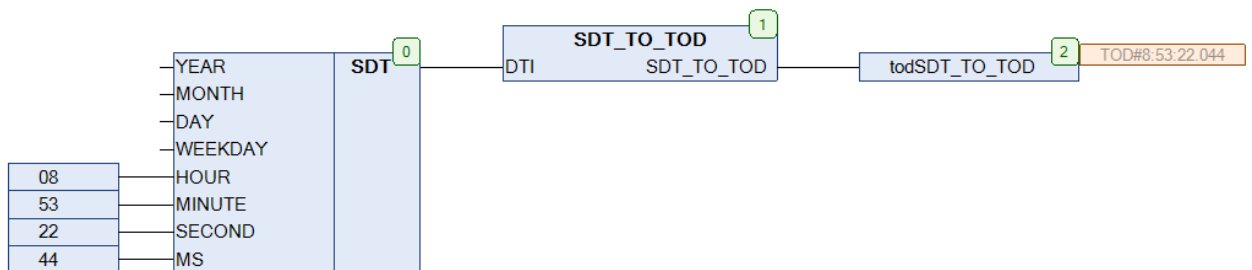 SDT_TO_TOD
1
0
2
TOD#8:53:22.044
YEAR
SDT
DTI
SDT_TO_TOD
todSDT_TO_TOD
MONTH
DAY
WEEKDAY
08
HOUR
53
MINUTE
22
SECOND
44
MS